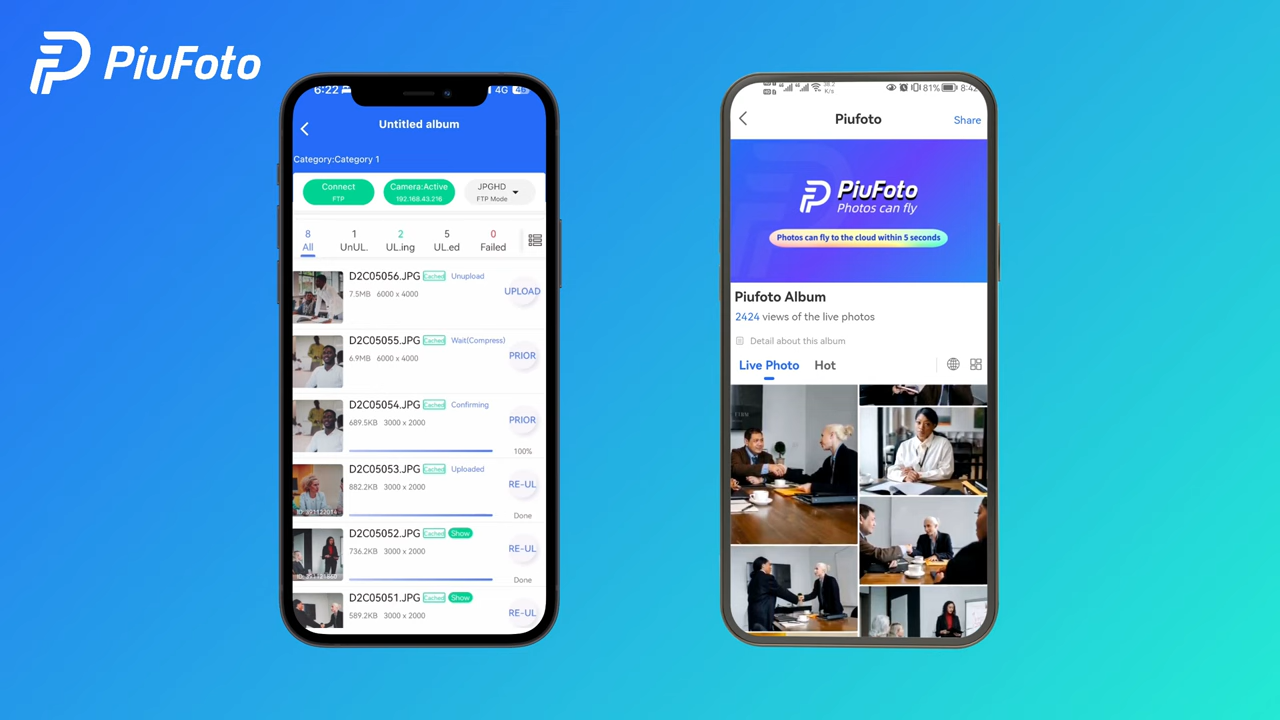 PiuFoto
6:22
4G
Untitled album
Category:Category 1
Connect
FTP
Camera:Active
192.168.43.216
JPGHD
FTP Mode
8
All
1
UnUL.
2
UL.ing
5
UL.ed
0
Failed
D2C05056.JPG Cached Unupload
7.5MB 6000 x 4000
UPLOAD
D2C05055.JPG Cached Wait(Compress)
6.9MB 6000 x 4000
PRIOR
D2C05054.JPG Cached Confirming
689.5KB 3000 x 2000
PRIOR
100%
D2C05053.JPG Cached Uploaded
882.2KB 3000 x 2000
RE-UL
Done
D2C05052.JPG Cached Show
736.2KB 3000 x 2000
RE-UL
Done
D2C05051.JPG Cached Show
589.2KB 3000 x 2000
RE-UL
K/s
81%
8:42
Piufoto
Share
PiuFoto
Photos can fly
Photos can fly to the cloud within 5 seconds
Piufoto Album
2424 views of the live photos
Detail about this album
Live Photo
Hot